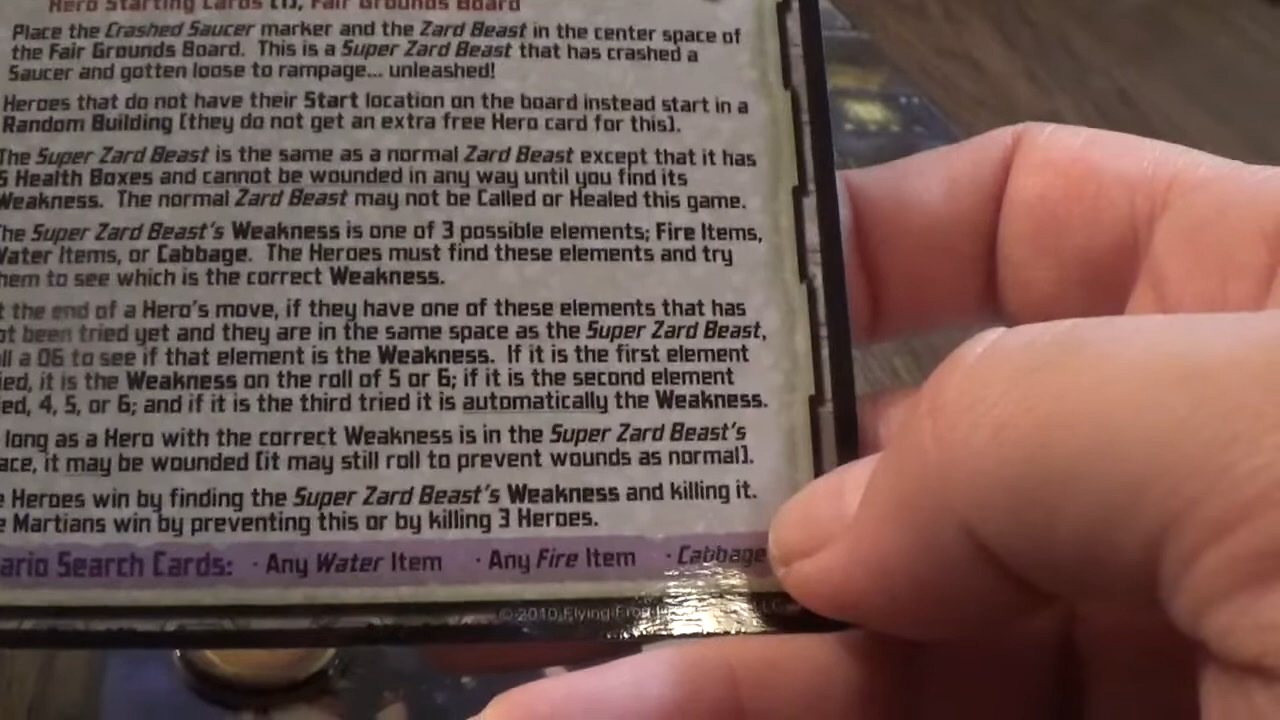 Hero Starting Cards (1), Fair Grounds Board
Place the Crashed Saucer marker and the Zard Beast in the center space of
the Fair Grounds Board. This is a Super Zard Beast that has crashed a
Saucer and gotten loose to rampage... unleashed!
Heroes that do not have their Start location on the board instead start in a
Random Building (they do not get an extra free Hero card for this).
The Super Zard Beast is the same as a normal Zard Beast except that it has
5 Health Boxes and cannot be wounded in any way until you find its
Weakness. The normal Zard Beast may not be Called or Healed this game.
The Super Zard Beast's Weakness is one of 3 possible elements; Fire Items,
Water Items, or Cabbage. The Heroes must find these elements and try
hem to see which is the correct Weakness.
t the end of a Hero's move, if they have one of these elements that has
ot been tried yet and they are in the same space as the Super Zard Beast,
ll a D6 to see if that element is the Weakness. If it is the first element
ied, it is the Weakness on the roll of 5 or 6; if it is the second element
ed, 4, 5, or 6; and if it is the third tried it is automatically the Weakness.
long as a Hero with the correct Weakness is in the Super Zard Beast's
ace, it may be wounded (it may still roll to prevent wounds as normal).
e Heroes win by finding the Super Zard Beast's Weakness and killing it.
e Martians win by preventing this or by killing 3 Heroes.
ario Search Cards: · Any Water Item · Any Fire Item · Cabbage
© 2010 Flying Frog LLC